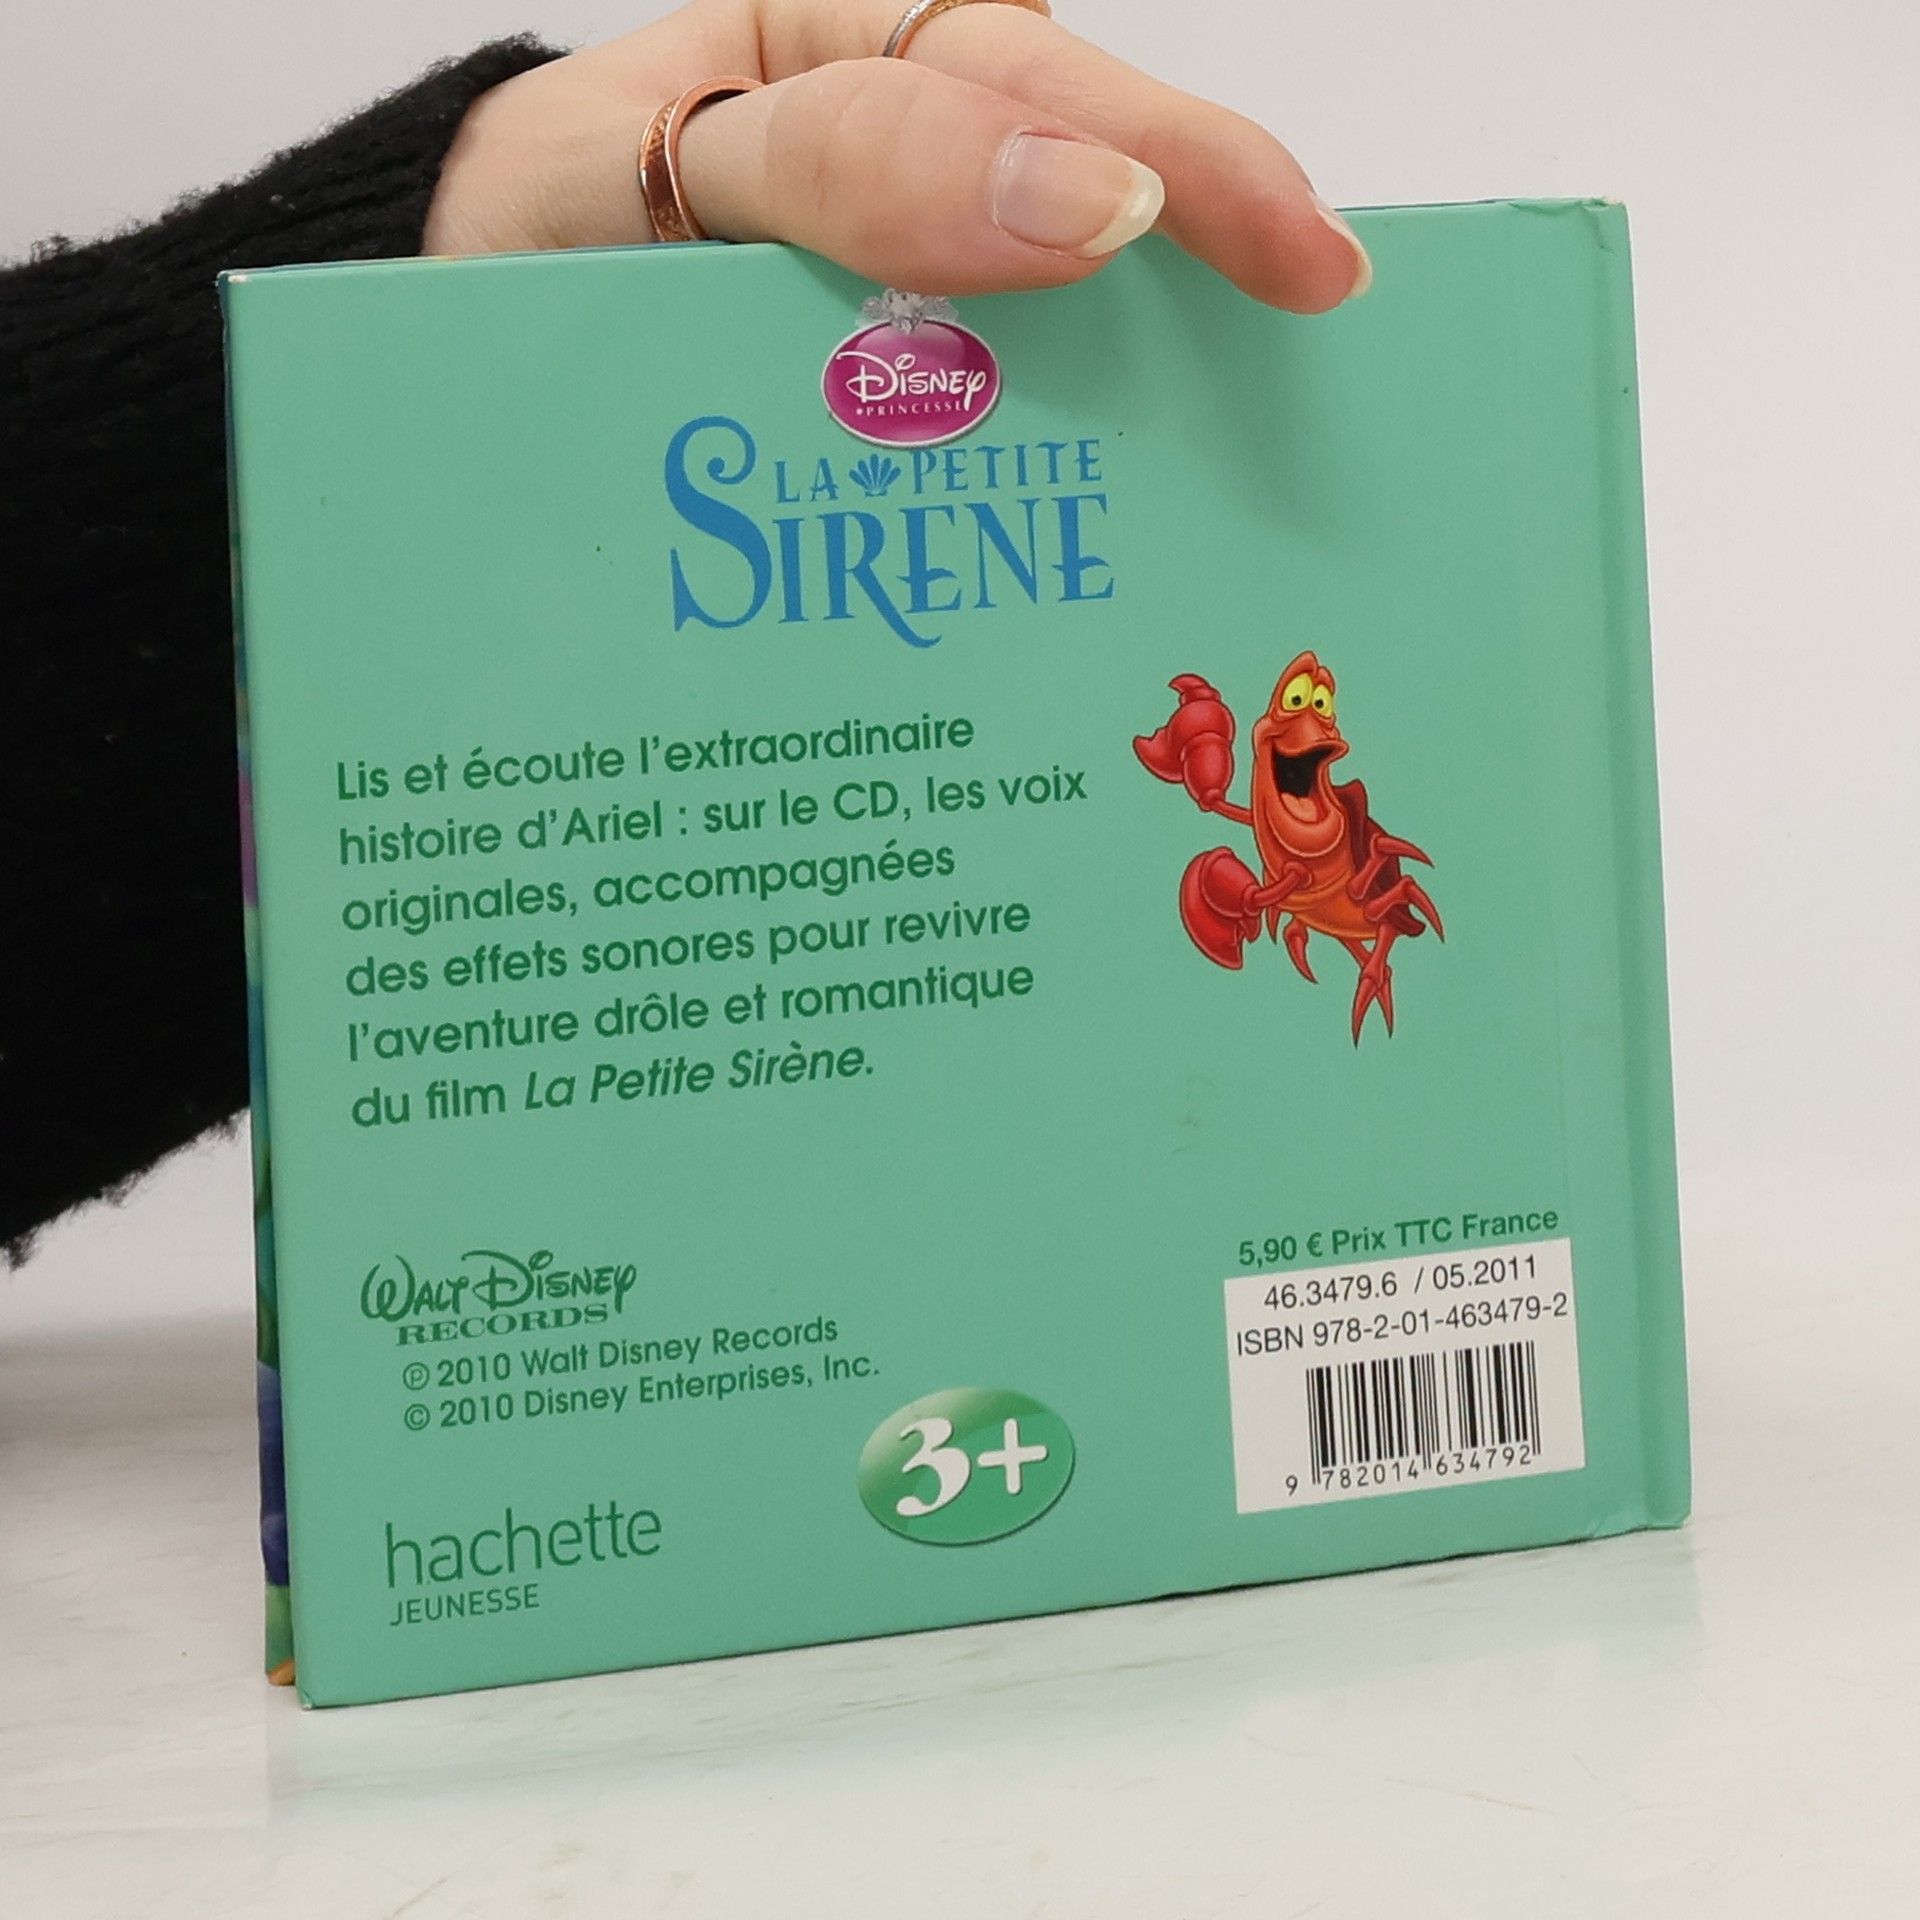 DISNEY
PRINCESSE
LA PETITE
SIRENE
Lis et écoute l'extraordinaire
histoire d'Ariel : sur le CD, les voix
originales, accompagnées
des effets sonores pour revivre
l'aventure drôle et romantique
du film La Petite Sirène.
WALT DISNEY
RECORDS
℗ 2010 Walt Disney Records
© 2010 Disney Enterprises, Inc.
hachette
JEUNESSE
3+
5,90 € Prix TTC France
46.3479.6 / 05.2011
ISBN 978-2-01-463479-2
9 782014 634792